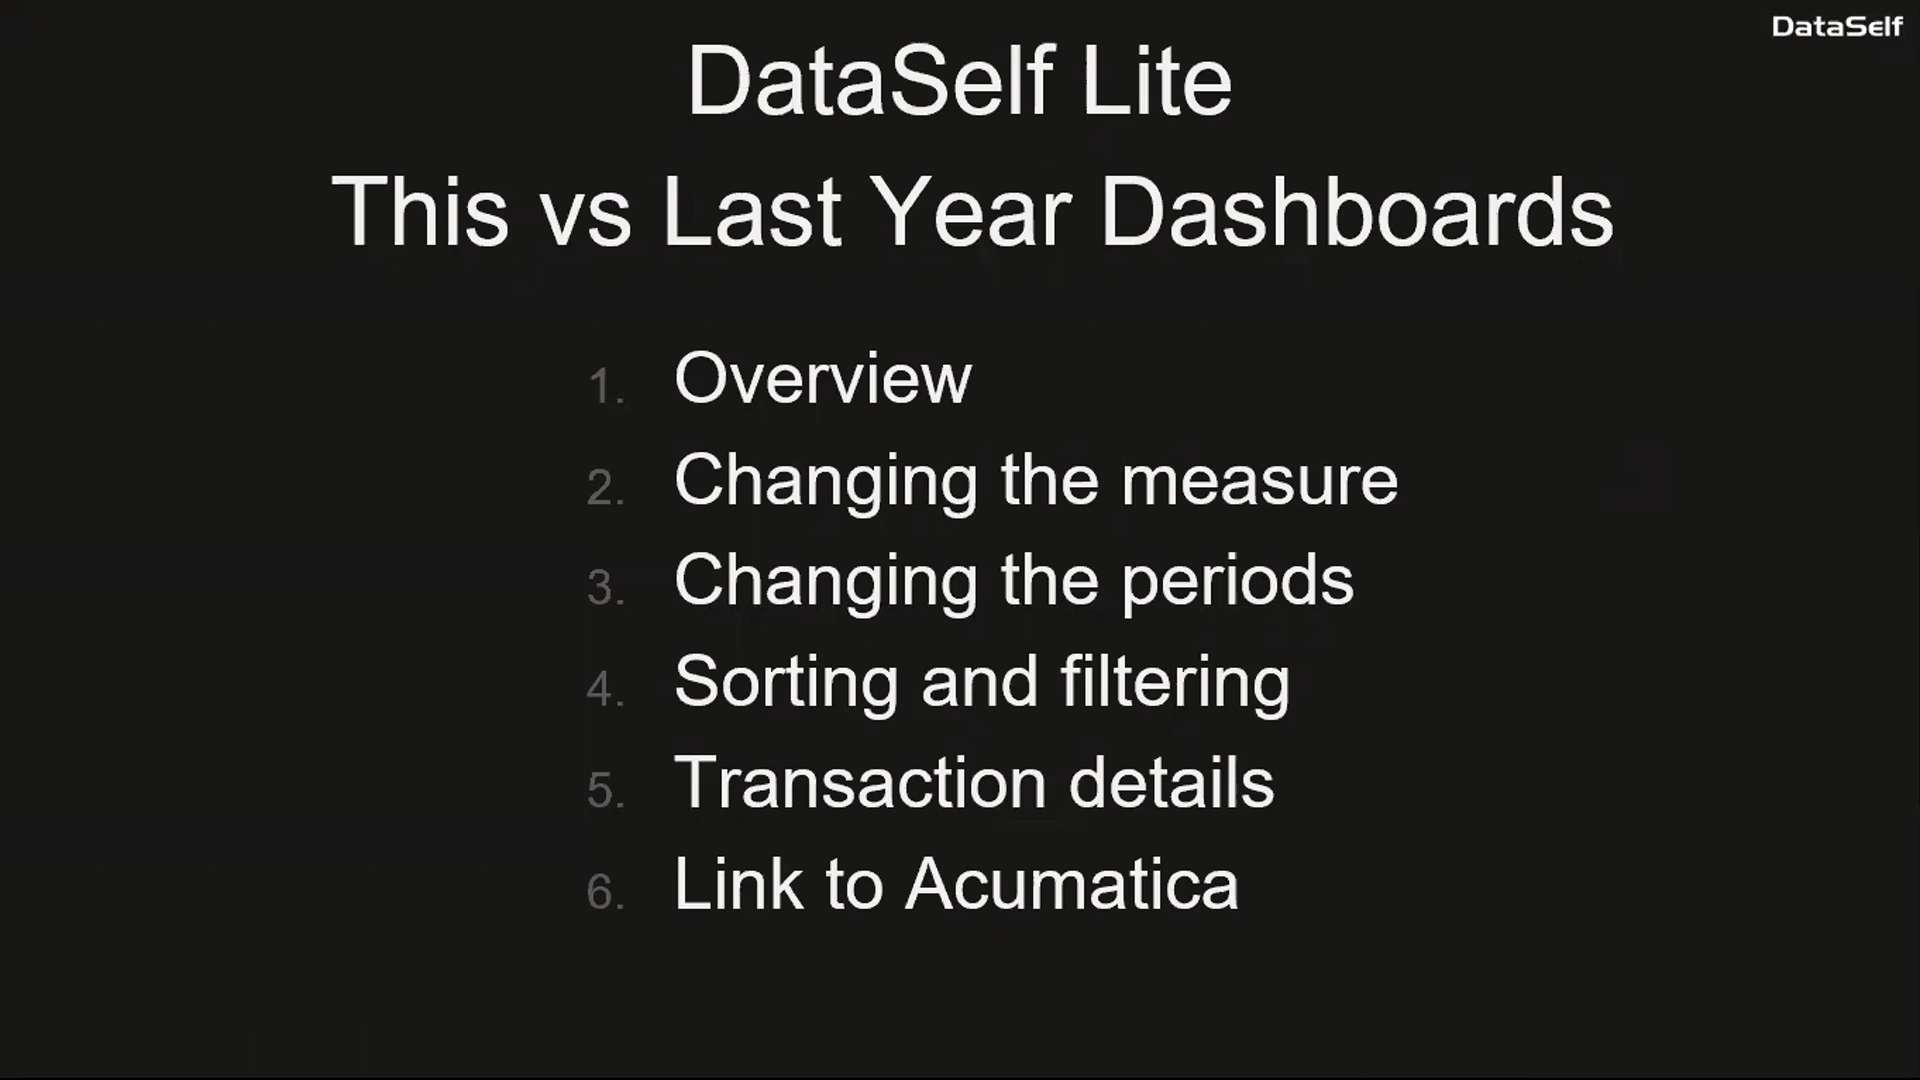 DataSelf
DataSelf Lite
This vs Last Year Dashboards
1. Overview
2. Changing the measure
3. Changing the periods
4. Sorting and filtering
5. Transaction details
6. Link to Acumatica